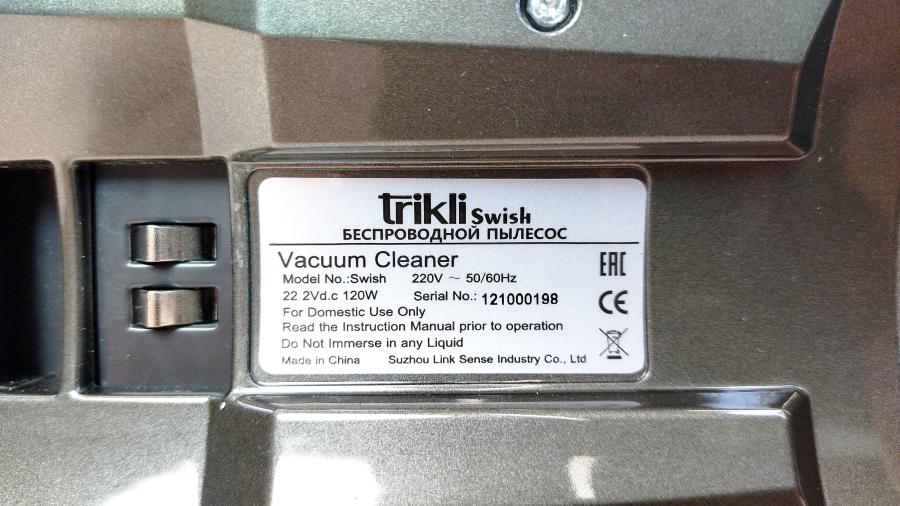 trikli Swish
БЕСПРОВОДНОЙ ПЫЛЕСОС
Vacuum Cleaner
Model No.:Swish 220V ~ 50/60Hz
22 2Vd.c 120W Serial No.: 121000198
For Domestic Use Only
Read the Instruction Manual prior to operation
Do Not Immerse in any Liquid
Made in China Suzhou Link Sense Industry Co., Ltd
EAC
CE